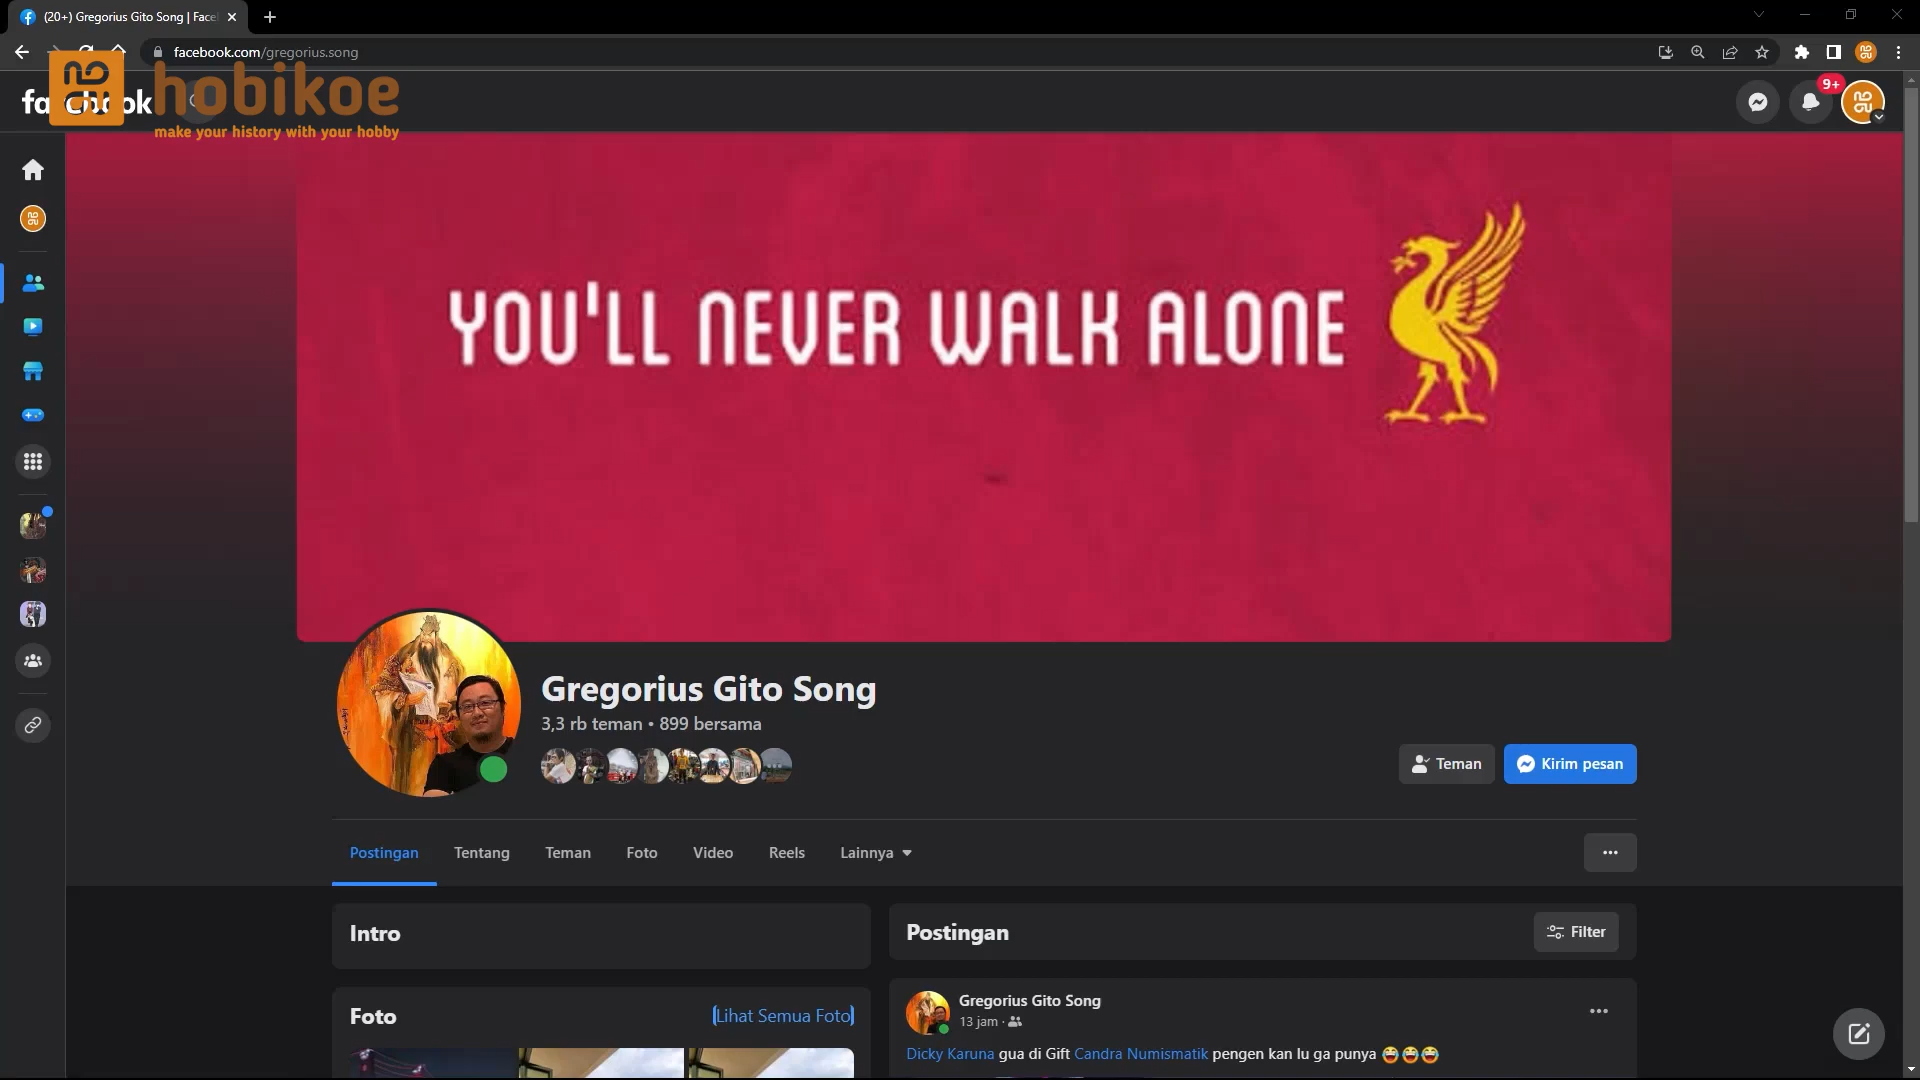 (20+) Gregorius Gito Song | Face
facebook.com/gregorius.song
hobikoe
make your history with your hobby
9+
YOU'LL NEVER WALK ALONE
Gregorius Gito Song
3,3 rb teman • 899 bersama
Teman
Kirim pesan
Postingan
Tentang
Teman
Foto
Video
Reels
Lainnya
Intro
Postingan
Filter
Foto
Lihat Semua Foto
Gregorius Gito Song
13 jam ·
Dicky Karuna gua di Gift Candra Numismatik pengen kan lu ga punya 😂😂😂